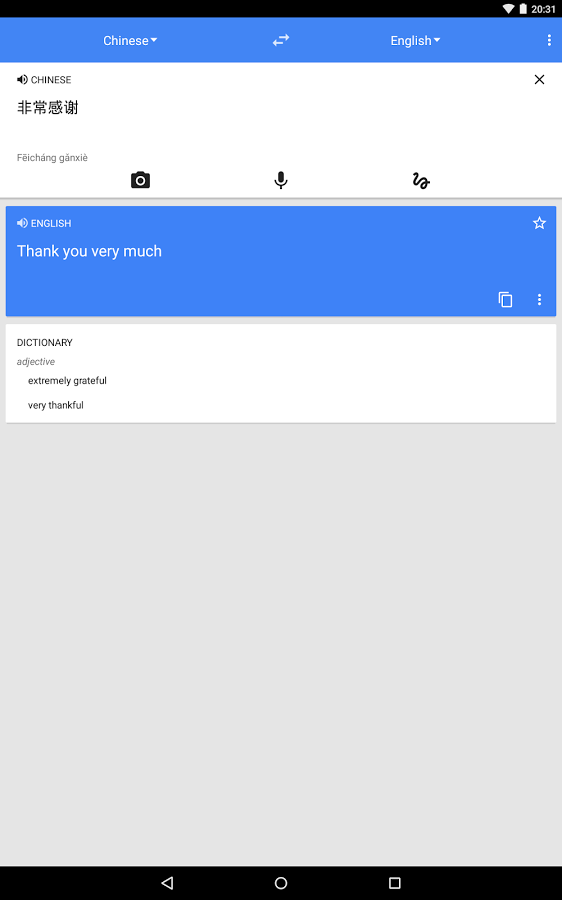 20:31
Chinese
English
CHINESE
非常感谢
Fēicháng gǎnxiè
ENGLISH
Thank you very much
DICTIONARY
adjective
extremely grateful
very thankful